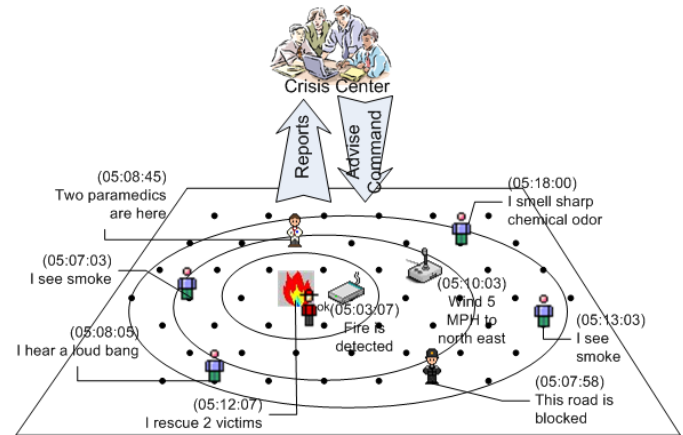 Crisis Center
Reports
Advise
Command
(05:08:45)
Two paramedics
are here
(05:18:00)
I smell sharp
chemical odor
(05:07:03)
I see smoke
(05:10:03)
Wind 5
MPH to
north east
ok
(05:03:07)
Fire is
detected
(05:13:03)
I see
smoke
(05:08:05)
I hear a loud bang
(05:07:58)
This road is
blocked
(05:12:07)
I rescue 2 victims